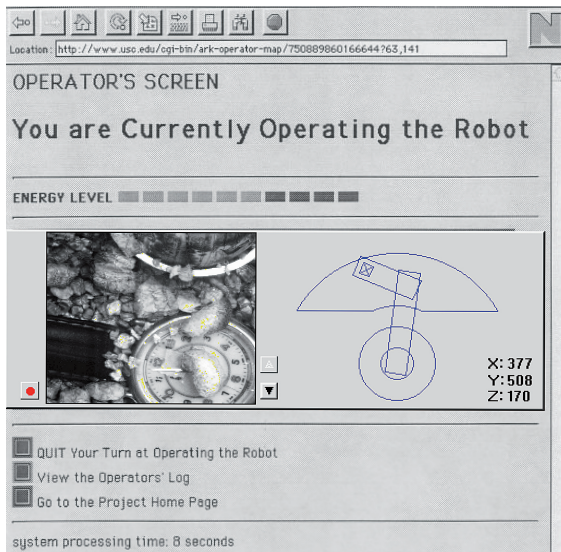 Location: http://www.usc.edu/cgi-bin/ark-operator-map/750889860166644?63,141
N
OPERATOR'S SCREEN
You are Currently Operating the Robot
ENERGY LEVEL
X: 377
Y: 508
Z: 170
QUIT Your Turn at Operating the Robot
View the Operators' Log
Go to the Project Home Page
system processing time: 8 seconds